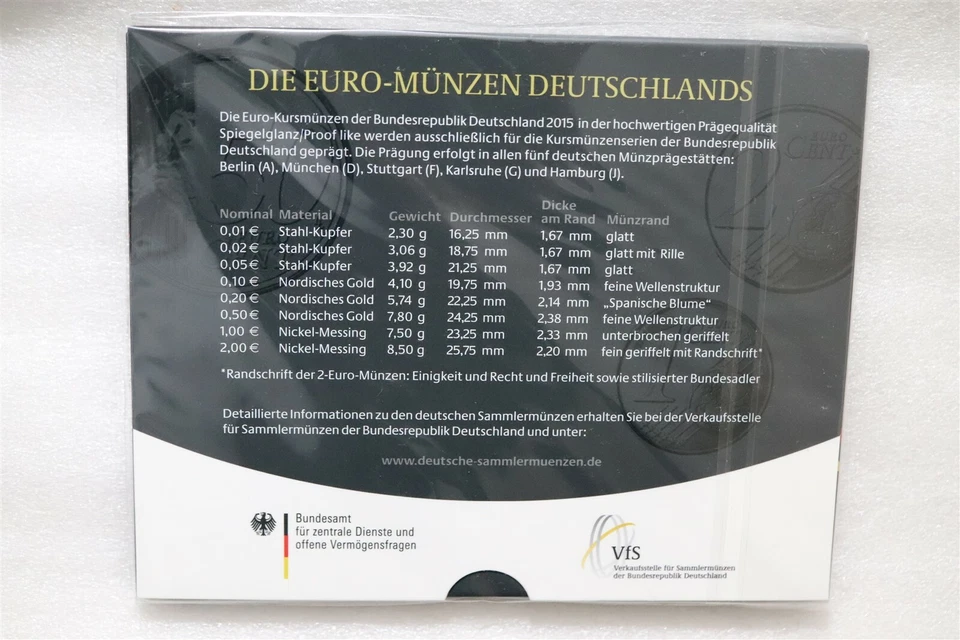 DIE EURO-MÜNZEN DEUTSCHLANDS
Die Euro-Kursmünzen der Bundesrepublik Deutschland 2015 in der hochwertigen Prägequalität
Spiegelglanz/Proof like werden ausschließlich für die Kursmünzenserien der Bundesrepublik
Deutschland geprägt. Die Prägung erfolgt in allen fünf deutschen Münzprägestätten:
Berlin (A), München (D), Stuttgart (F), Karlsruhe (G) und Hamburg (J).
Nominal Material Gewicht Durchmesser Dicke am Rand Münzrand
0,01 € Stahl-Kupfer 2,30 g 16,25 mm 1,67 mm glatt
0,02 € Stahl-Kupfer 3,06 g 18,75 mm 1,67 mm glatt mit Rille
0,05 € Stahl-Kupfer 3,92 g 21,25 mm 1,67 mm glatt
0,10 € Nordisches Gold 4,10 g 19,75 mm 1,93 mm feine Wellenstruktur
0,20 € Nordisches Gold 5,74 g 22,25 mm 2,14 mm „Spanische Blume“
0,50 € Nordisches Gold 7,80 g 24,25 mm 2,38 mm feine Wellenstruktur
1,00 € Nickel-Messing 7,50 g 23,25 mm 2,33 mm unterbrochen geriffelt
2,00 € Nickel-Messing 8,50 g 25,75 mm 2,20 mm fein geriffelt mit Randschrift*
*Randschrift der 2-Euro-Münzen: Einigkeit und Recht und Freiheit sowie stilisierter Bundesadler
Detaillierte Informationen zu den deutschen Sammlermünzen erhalten Sie bei der Verkaufsstelle
für Sammlermünzen der Bundesrepublik Deutschland und unter:
www.deutsche-sammlermuenzen.de
Bundesamt
für zentrale Dienste und
offene Vermögensfragen
VfS
Verkaufsstelle für Sammlermünzen
der Bundesrepublik Deutschland